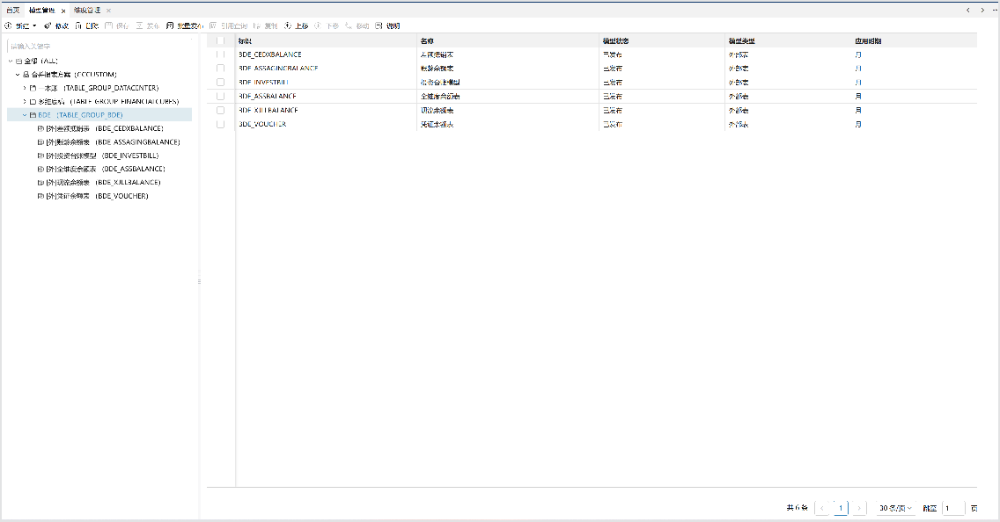 首页 模型管理 × 维度管理 ×
新建 修改 删除 保存 发布 批量发布 引用查询 复制 上移 下移 移动 说明
请输入关键字
全部 (ALL)
合并报表方案 (CCCUSTOM)
一本账 (TABLE_GROUP_DATACENTER)
多维底稿 (TABLE_GROUP_FINANCIALCUBES)
BDE (TABLE_GROUP_BDE)
[外]差额抵销表 (BDE_CEDXBALANCE)
[外]账龄余额表 (BDE_ASSAGINGBALANCE)
[外]投资台账模型 (BDE_INVESTBILL)
[外]全维度余额表 (BDE_ASSBALANCE)
[外]现流余额表 (BDE_XJLLBALANCE)
[外]凭证余额表 (BDE_VOUCHER)
标识 名称 模型状态 模型类型 应用时期
BDE_CEDXBALANCE 差额抵销表 已发布 外部表 月
BDE_ASSAGINGBALANCE 账龄余额表 已发布 外部表 月
BDE_INVESTBILL 投资台账模型 已发布 外部表 月
BDE_ASSBALANCE 全维度余额表 已发布 外部表 月
BDE_XJLLBALANCE 现流余额表 已发布 外部表 月
BDE_VOUCHER 凭证余额表 已发布 外部表 月
共 6 条 1 30 条/页 跳至 1 页